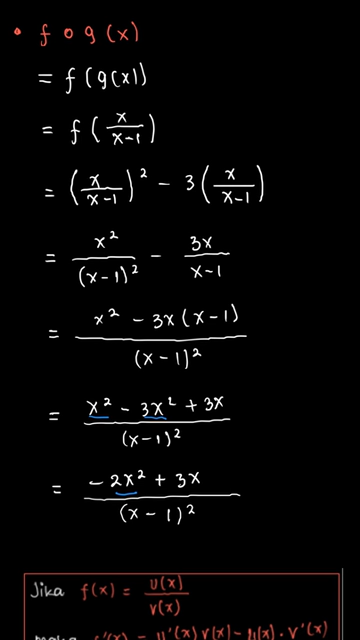 • f o g (x)
= f(g(x))
= f(x/(x-1))
= (x/(x-1))² - 3(x/(x-1))
= x²/(x-1)² - 3x/(x-1)
= (x² - 3x(x-1))/(x-1)²
= (x² - 3x² + 3x)/(x-1)²
= (-2x² + 3x)/(x-1)²
Jika f(x) = u(x)/v(x)
maka f'(x) = u'(x) v(x) - u(x) . v'(x)